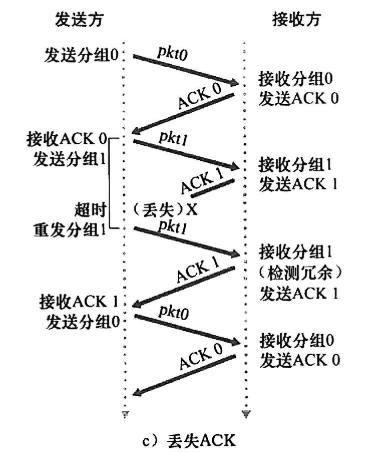 发送方 接收方
发送分组0
pkt0
接收分组0
发送ACK 0
ACK 0
接收ACK 0
发送分组1
pkt1
接收分组1
发送ACK 1
ACK 1
(丢失)X
超时
重发分组1
pkt1
接收分组1
(检测冗余)
发送ACK 1
ACK 1
接收ACK 1
发送分组0
pkt0
接收分组0
发送ACK 0
ACK 0
c)丢失ACK